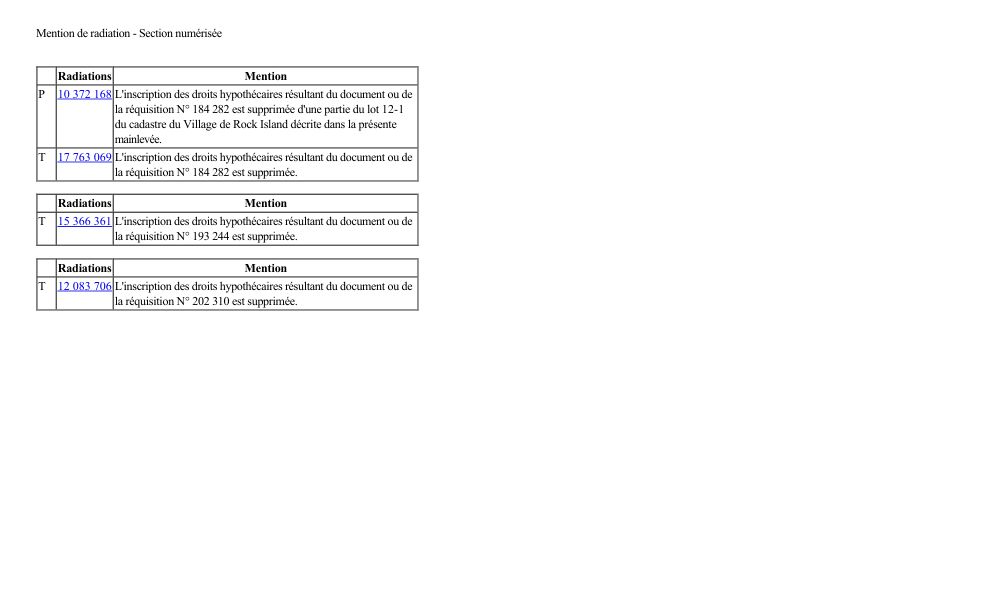 Mention de radiation - Section numérisée
Radiations Mention
P 10 372 168 L'inscription des droits hypothécaires résultant du document ou de
la réquisition N° 184 282 est supprimée d'une partie du lot 12-1
du cadastre du Village de Rock Island décrite dans la présente
mainlevée.
T 17 763 069 L'inscription des droits hypothécaires résultant du document ou de
la réquisition N° 184 282 est supprimée.
Radiations Mention
T 15 366 361 L'inscription des droits hypothécaires résultant du document ou de
la réquisition N° 193 244 est supprimée.
Radiations Mention
T 12 083 706 L'inscription des droits hypothécaires résultant du document ou de
la réquisition N° 202 310 est supprimée.